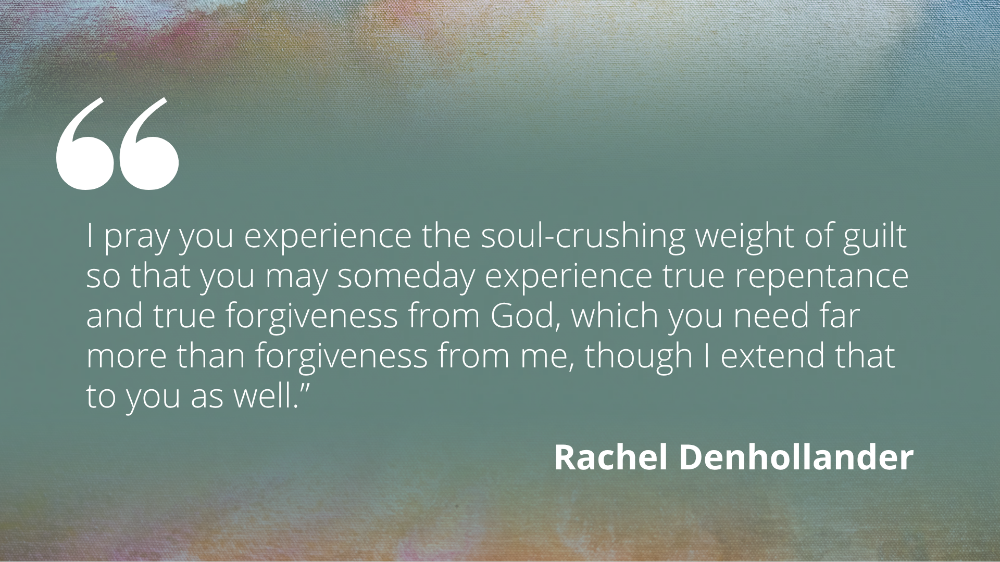 “
I pray you experience the soul-crushing weight of guilt
so that you may someday experience true repentance
and true forgiveness from God, which you need far
more than forgiveness from me, though I extend that
to you as well.”
Rachel Denhollander